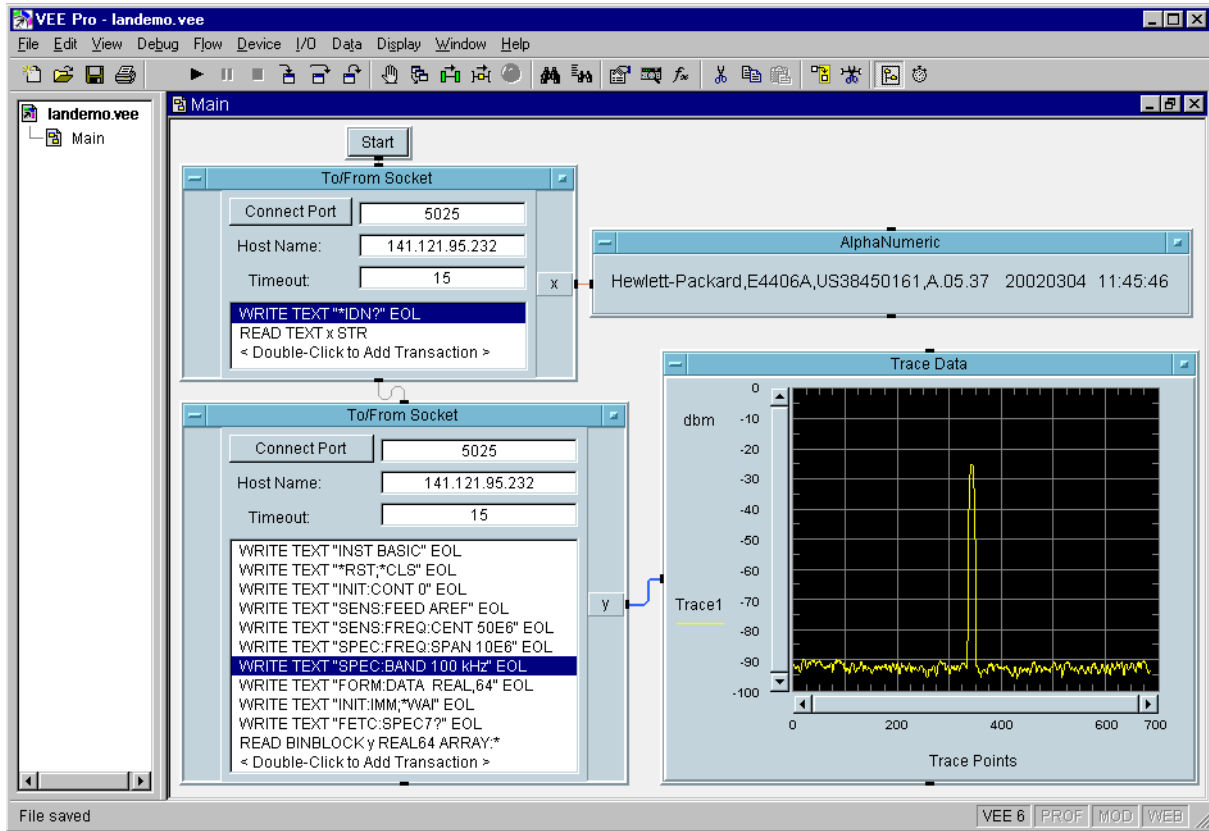 VEE Pro - landemo.vee
File Edit View Debug Flow Device I/O Data Display Window Help
landemo.vee
Main
Main
Start
To/From Socket
Connect Port 5025
Host Name: 141.121.95.232
Timeout: 15
WRITE TEXT "*IDN?" EOL
READ TEXT x STR
< Double-Click to Add Transaction >
x
AlphaNumeric
Hewlett-Packard,E4406A,US38450161,A.05.37 20020304 11:45:46
To/From Socket
Connect Port 5025
Host Name: 141.121.95.232
Timeout: 15
WRITE TEXT "INST BASIC" EOL
WRITE TEXT "*RST;*CLS" EOL
WRITE TEXT "INIT:CONT 0" EOL
WRITE TEXT "SENS:FEED AREF" EOL
WRITE TEXT "SENS:FREQ:CENT 50E6" EOL
WRITE TEXT "SPEC:FREQ:SPAN 10E6" EOL
WRITE TEXT "SPEC:BAND 100 kHz" EOL
WRITE TEXT "FORM:DATA REAL,64" EOL
WRITE TEXT "INIT:IMM;*WAI" EOL
WRITE TEXT "FETC:SPEC7?" EOL
READ BINBLOCK y REAL64 ARRAY:*
< Double-Click to Add Transaction >
y
Trace Data
dbm
Trace1
0
-10
-20
-30
-40
-50
-60
-70
-80
-90
-100
0 200 400 600 700
Trace Points
File saved
VEE 6 PROF MOD WEB